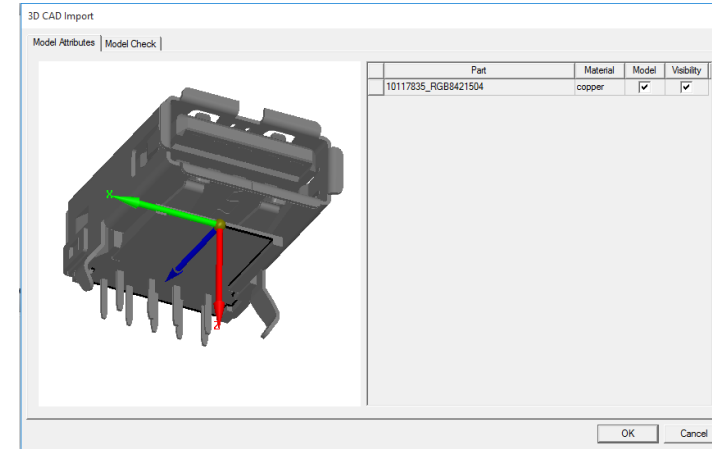 3D CAD Import
Model Attributes Model Check
Part Material Model Visibility
10117835_RGB8421504 copper
X
Z
OK Cancel